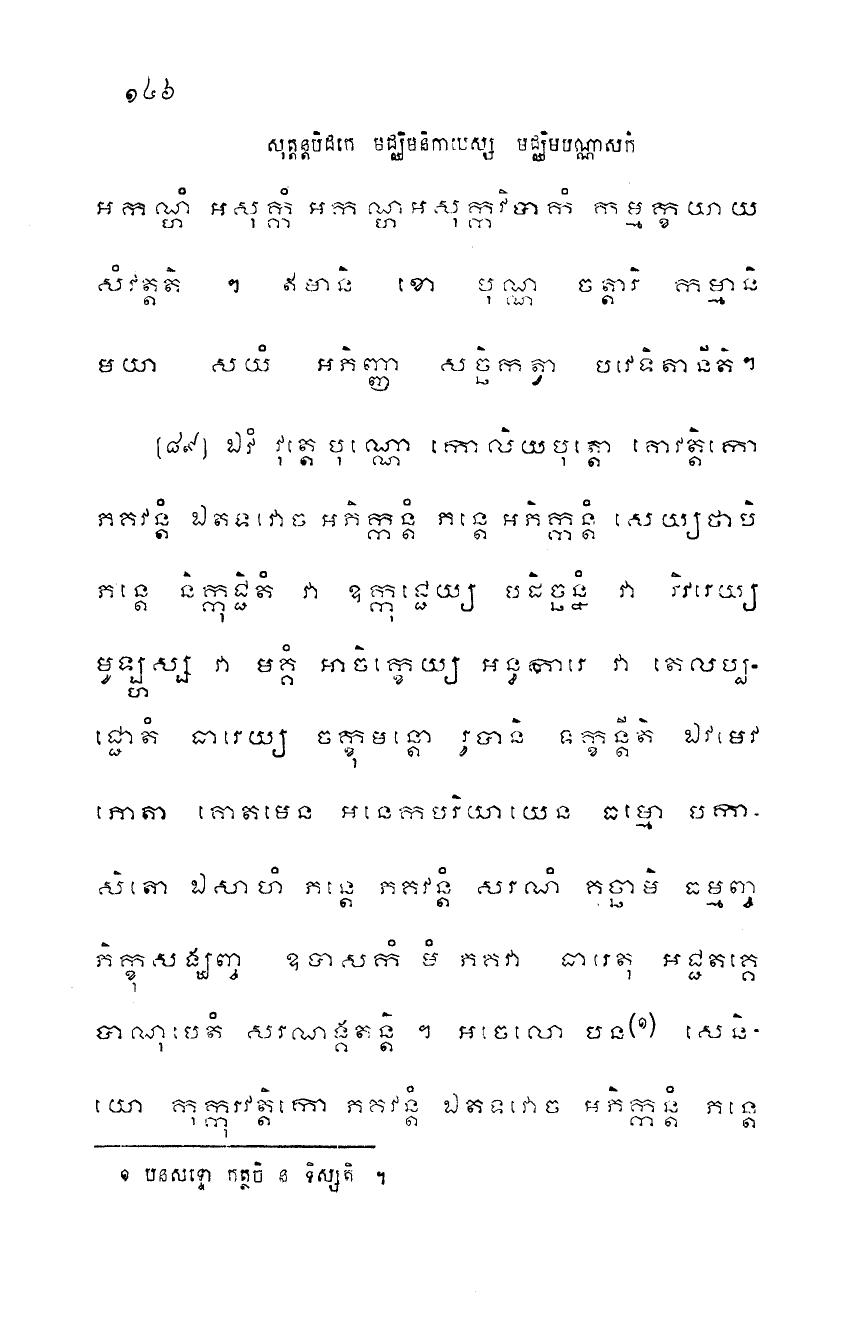 ១៤៦
សុត្តន្តបិដកេ មជ្ឈិមនិកាយេស្ស មជ្ឈិមបណ្ណាសកំ
អកណ្ហំ អសុក្កំ អកណ្ហអសុក្កវិបាកំ កម្មក្ខយាយ
សំវត្តតិ ។ ឥមានិ ខោ បុណ្ណ ចត្តារិ កម្មានិ
មយា សយំ អភិញ្ញា សច្ឆិកត្វា បវេទិតានីតិ។
[៨៩] ឯវំ វុត្តេ បុណ្ណោ កោលិយបុត្តោ គោវត្តិកោ
ភគវន្តំ ឯតទវោច អភិក្កន្តំ ភន្តេ អភិក្កន្តំ សេយ្យថាបិ
ភន្តេ និក្កុជ្ជិតំ វា ឧក្កុជ្ជេយ្យ បដិច្ឆន្នំ វា វិវរេយ្យ
មូឡ្ហស្ស វា មគ្គំ អាចិក្ខេយ្យ អន្ធការេ វា តេលប្ប-
ជ្ជោតំ ធារេយ្យ ចក្ខុមន្តោ រូបានិ ទក្ខន្តីតិ ឯវមេវ
ភោតា គោតមេន អនេកបរិយាយេន ធម្មោ បកា-
សិតោ ឯសាហំ ភន្តេ ភគវន្តំ សរណំ គច្ឆាមិ ធម្មញ្ច
ភិក្ខុសង្ឃញ្ច ឧបាសកំ មំ ភគវា ធារេតុ អជ្ជតគ្គេ
បាណុបេតំ សរណង្គតន្តិ ។ អចេលោ បន(១) សេនិ-
យោ កុក្កុរវត្តិកោ ភគវន្តំ ឯតទវោច អភិក្កន្តំ ភន្តេ
១ បនសទ្ទោ កត្ថចិ ន ទិស្សតិ ។